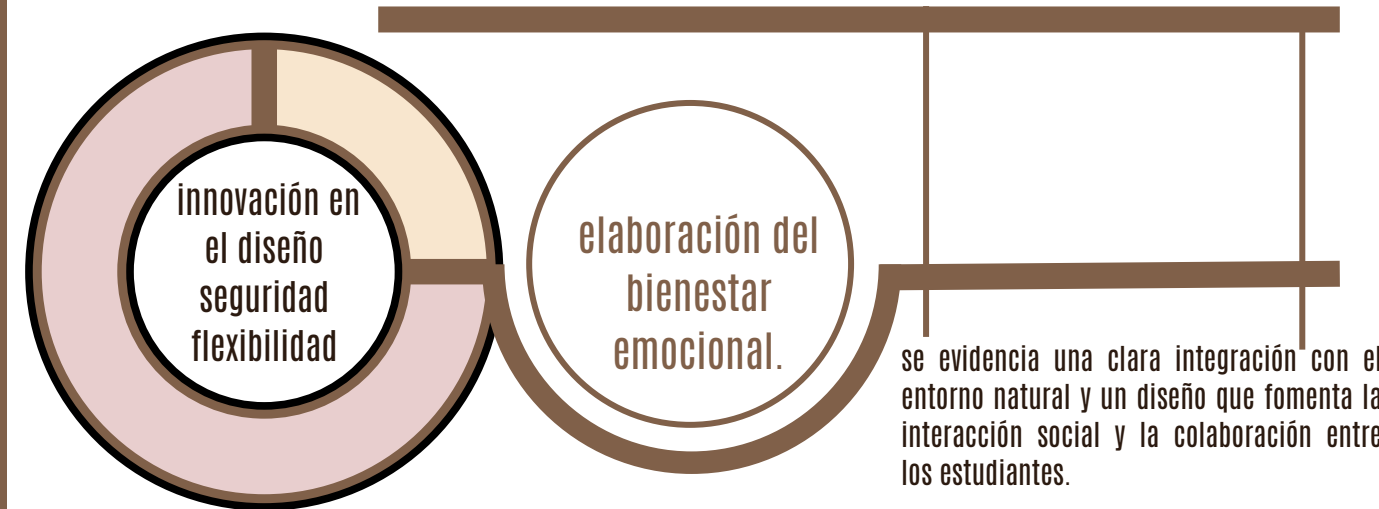 innovación en
el diseño
seguridad
flexibilidad
elaboración del
bienestar
emocional.
se evidencia una clara integración con el
entorno natural y un diseño que fomenta la
interacción social y la colaboración entre
los estudiantes.